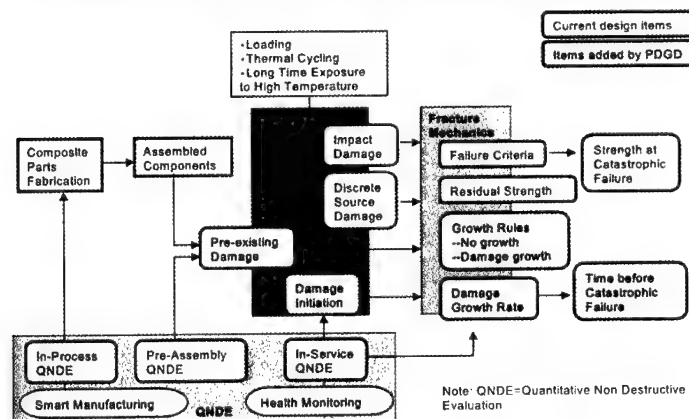 Current design items
Items added by PDGD
-Loading
-Thermal Cycling
-Long Time Exposure
to High Temperature
Fracture
Mechanics
Impact
Damage
Failure Criteria
Strength at
Catastrophic
Failure
Composite
Parts
Fabrication
Assembled
Components
Discrete
Source
Damage
Residual Strength
Pre-existing
Damage
Growth Rules
--No growth
--Damage growth
Damage
Initiation
Damage
Growth Rate
Time before
Catastrophic
Failure
In-Process
QNDE
Pre-Assembly
QNDE
In-Service
QNDE
Smart Manufacturing
QNDE
Health Monitoring
Note: QNDE=Quantitative Non Destructive
Evaluation